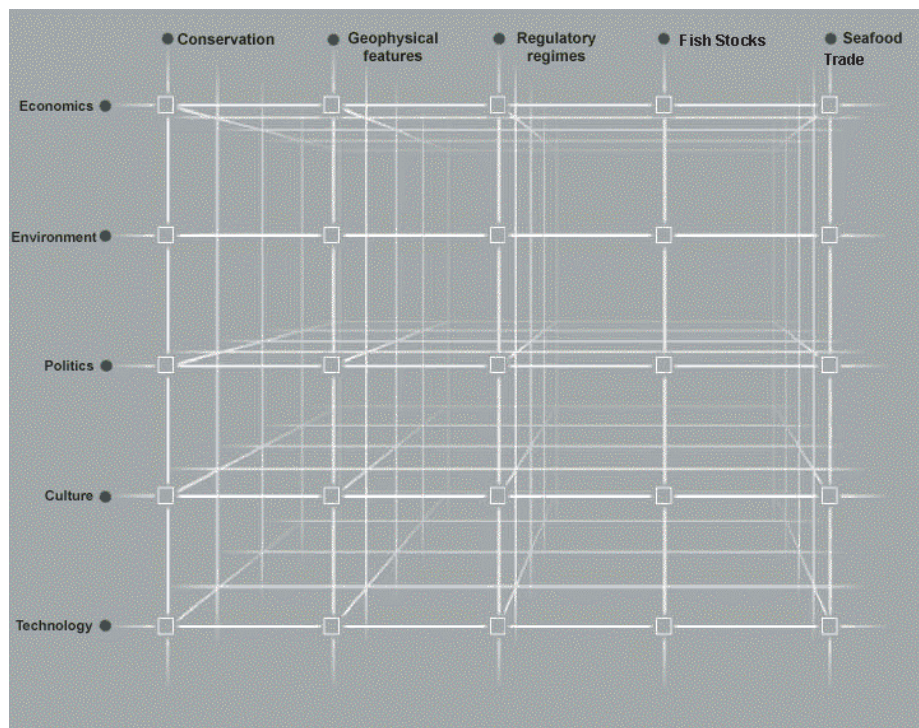 Conservation
Geophysical
features
Regulatory
regimes
Fish Stocks
Seafood
Trade
Economics
Environment
Politics
Culture
Technology